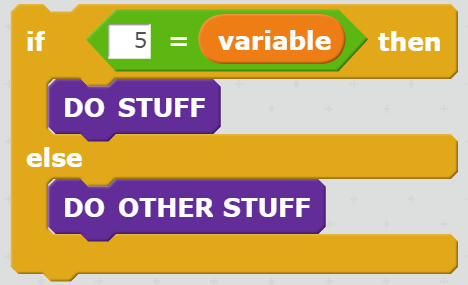 if 5 = variable then
DO STUFF
else
DO OTHER STUFF